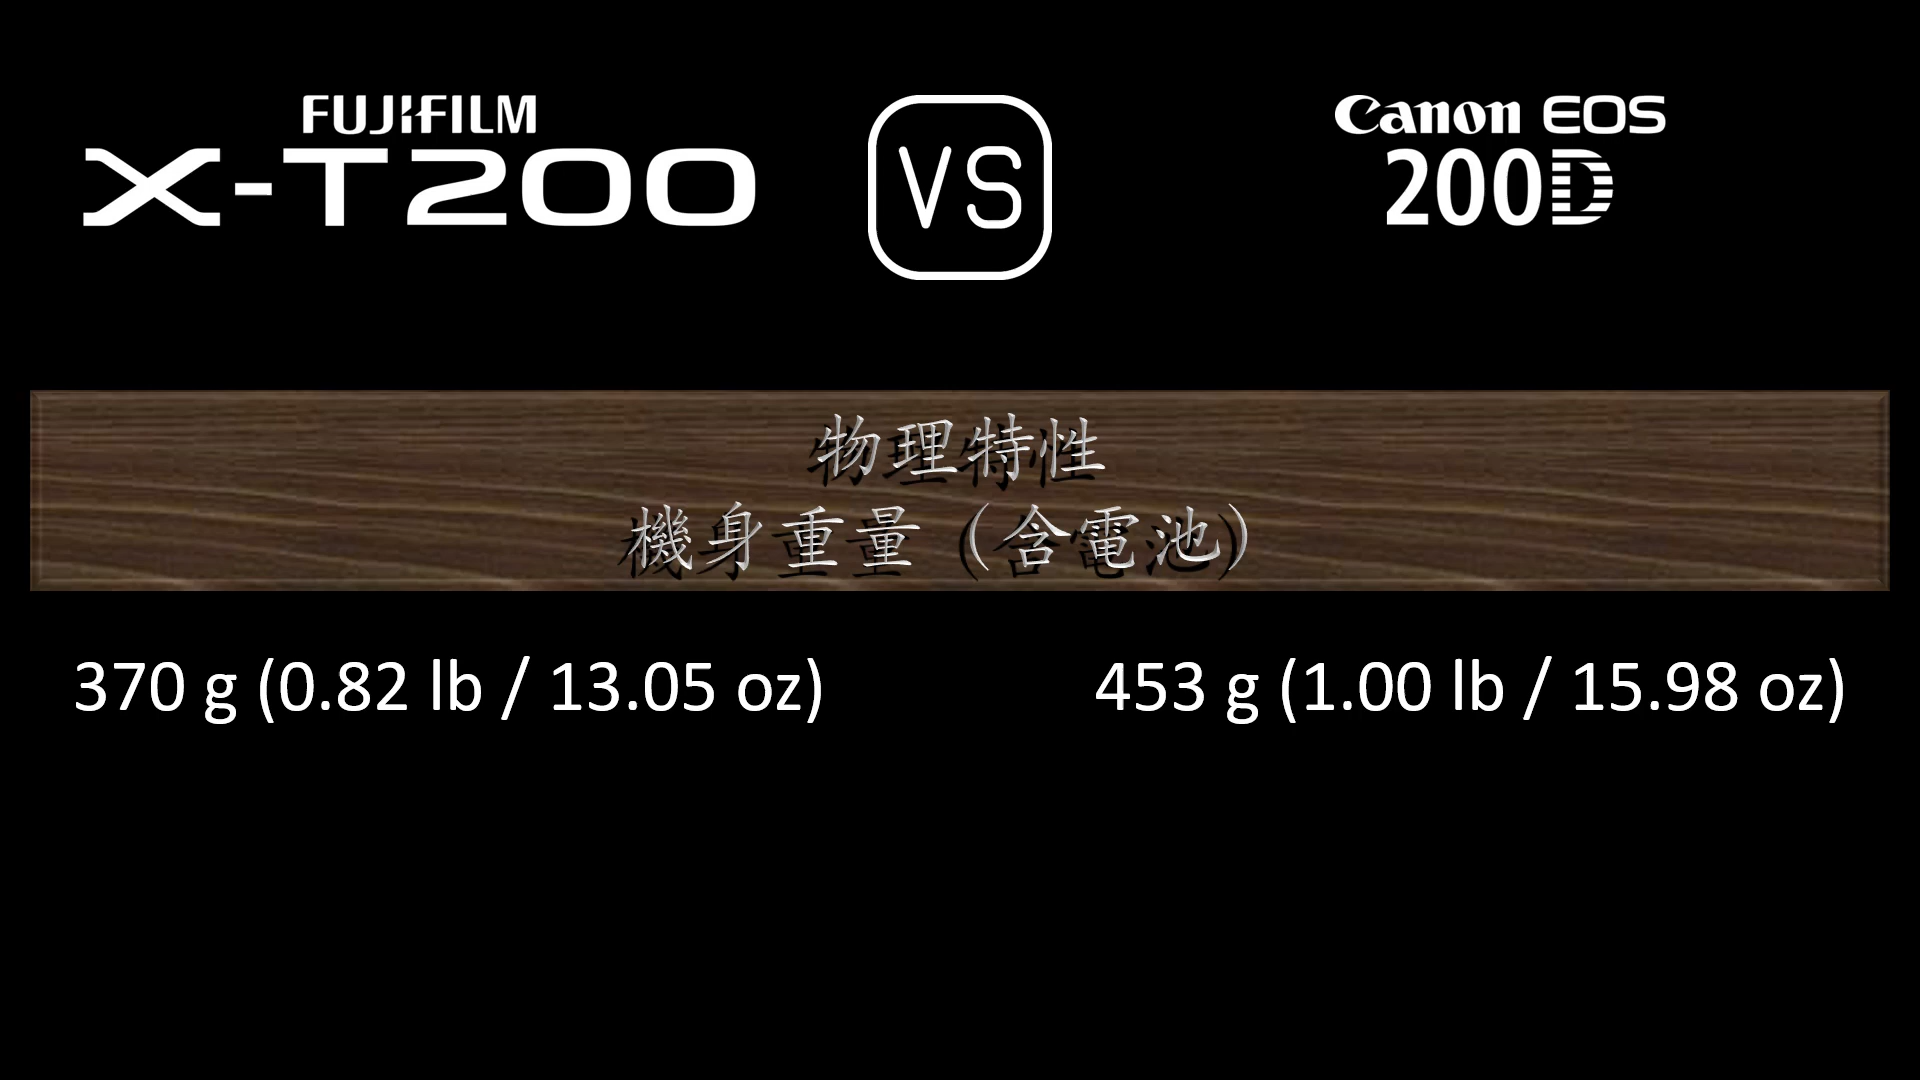 FUJIFILM
X-T200
VS
Canon EOS
200D
物理特性
機身重量（含電池）
370 g (0.82 lb / 13.05 oz)
453 g (1.00 lb / 15.98 oz)